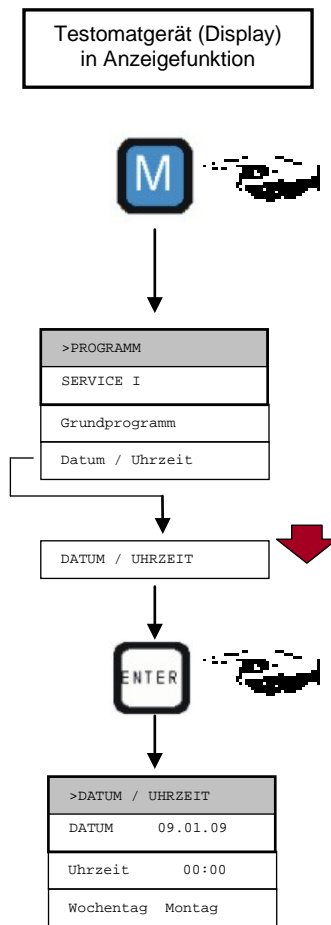 Testomatgerät (Display)
in Anzeigefunktion
M
>PROGRAMM
SERVICE I
Grundprogramm
Datum / Uhrzeit
DATUM / UHRZEIT
ENTER
>DATUM / UHRZEIT
DATUM 09.01.09
Uhrzeit 00:00
Wochentag Montag